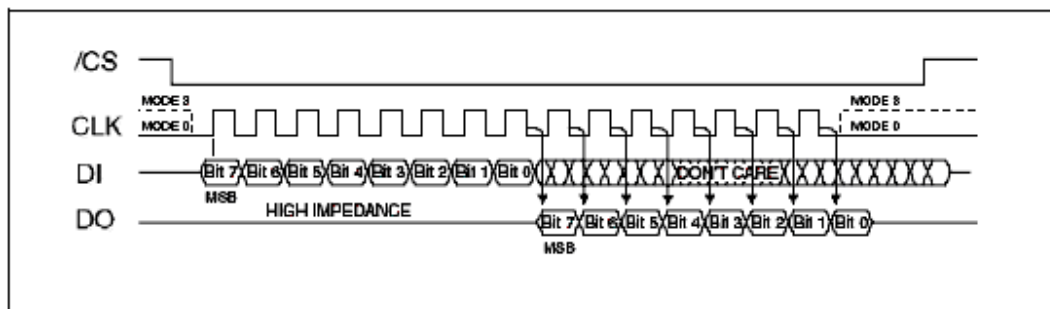 /CS
MODE 3
MODE 3
CLK
MODE 0
MODE 0
DI
Bit 7 Bit 6 Bit 5 Bit 4 Bit 3 Bit 2 Bit 1 Bit 0 DON'T CARE
MSB
HIGH IMPEDANCE
DO
Bit 7 Bit 6 Bit 5 Bit 4 Bit 3 Bit 2 Bit 1 Bit 0
MSB